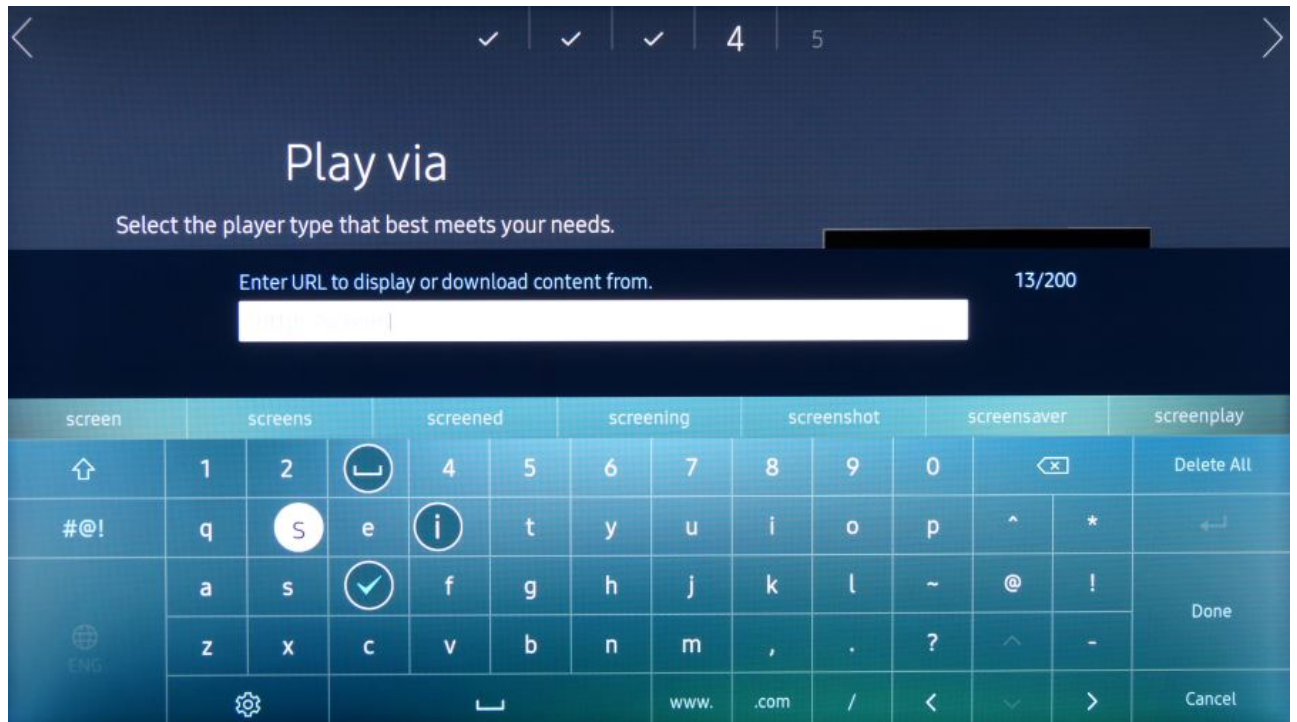 4 5
Play via
Select the player type that best meets your needs.
Enter URL to display or download content from. 13/200
screen screens screened screening screenshot screensaver screenplay
1 2 4 5 6 7 8 9 0 Delete All
#@! q s e i t y u i o p ^ *
a s f g h j k l ~ @ !
Done
ENG z x c v b n m , . ? ^ -
www. .com / < > Cancel